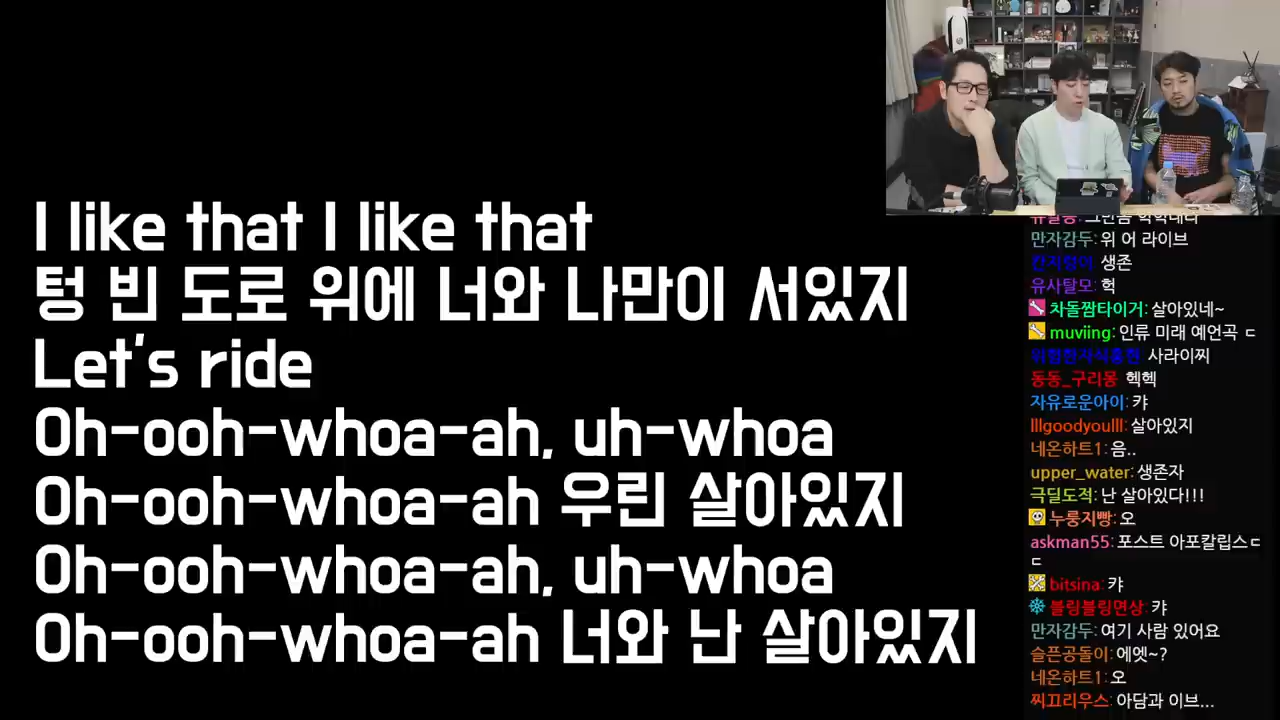 I like that I like that
텅 빈 도로 위에 너와 나만이 서있지
Let's ride
Oh-ooh-whoa-ah, uh-whoa
Oh-ooh-whoa-ah 우린 살아있지
Oh-ooh-whoa-ah, uh-whoa
Oh-ooh-whoa-ah 너와 난 살아있지
만자감두: 위 어 라이브
칸자렁이: 생존
유사탈모: 헉
차돌짬타이거: 살아있네~
muviing: 인류 미래 예언곡 ㄷ
사라이찌
동동_구리몽: 헥헥
자유로운아이: 캬
lllgoodyoulll: 살아있지
네온하트1: 음..
upper_water: 생존자
극딜도적: 난 살아있다!!!
누룽지빵: 오
askman55: 포스트 아포칼립스ㄷ
ㄷ
bitsina: 캬
블링블링면상: 캬
만자감두: 여기 사람 있어요
슬픈공돌이: 에엣~?
네온하트1: 오
찌끄리우스: 아담과 이브...